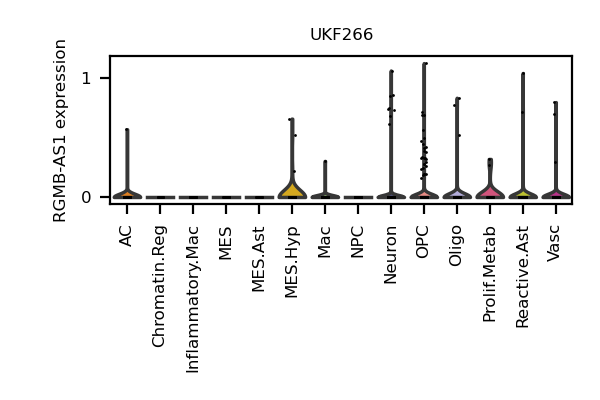 UKF266
RGMB-AS1 expression
1
0
AC
Chromatin.Reg
Inflammatory.Mac
MES
MES.Ast
MES.Hyp
Mac
NPC
Neuron
OPC
Oligo
Prolif.Metab
Reactive.Ast
Vasc